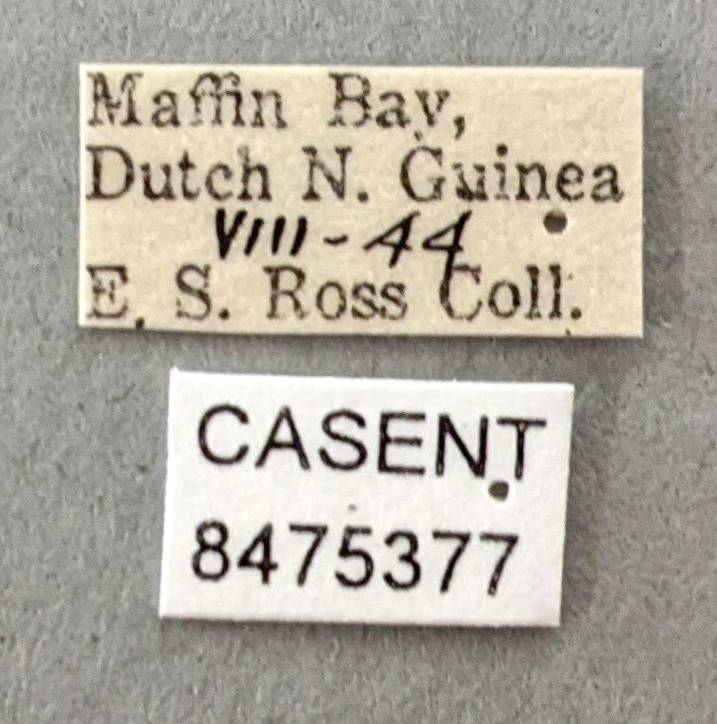 Maffin Bay,
Dutch N. Guinea
VIII-44
E. S. Ross Coll.
CASENT
8475377